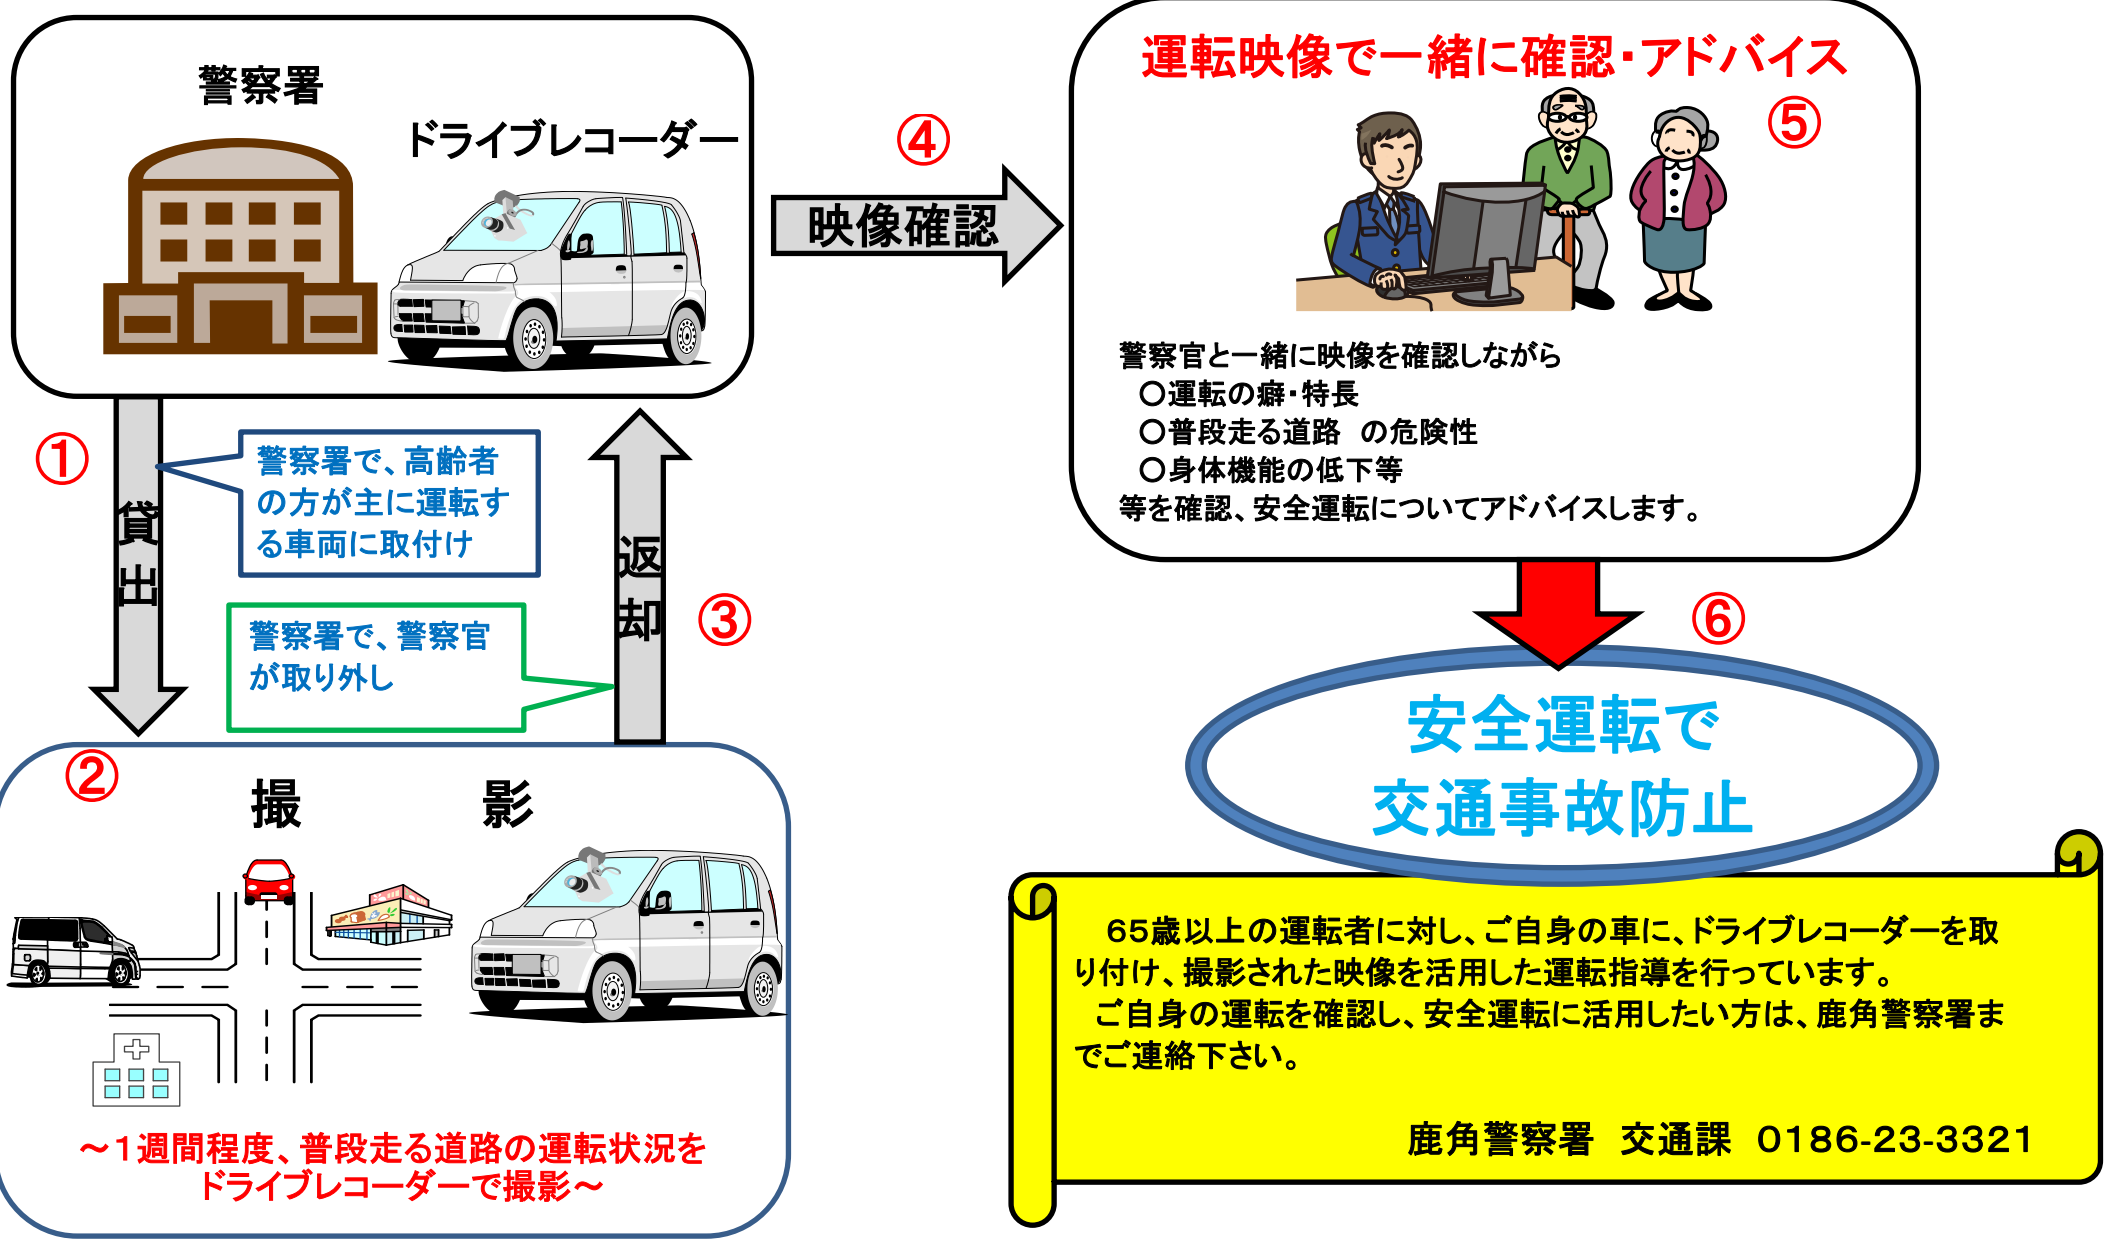 警察署
ドライブレコーダー
①
貸出
警察署で、高齢者
の方が主に運転す
る車両に取付け
②
撮　影
～１週間程度、普段走る道路の運転状況を
ドライブレコーダーで撮影～
③
返却
警察署で、警察官
が取り外し
④
映像確認
運転映像で一緒に確認・アドバイス
⑤
警察官と一緒に映像を確認しながら
○運転の癖・特長
○普段走る道路　の危険性
○身体機能の低下等
等を確認、安全運転についてアドバイスします。
⑥
安全運転で
交通事故防止
６５歳以上の運転者に対し、ご自身の車に、ドライブレコーダーを取
り付け、撮影された映像を活用した運転指導を行っています。
ご自身の運転を確認し、安全運転に活用したい方は、鹿角警察署ま
でご連絡下さい。
鹿角警察署　交通課　０１８６-２３-３３２１